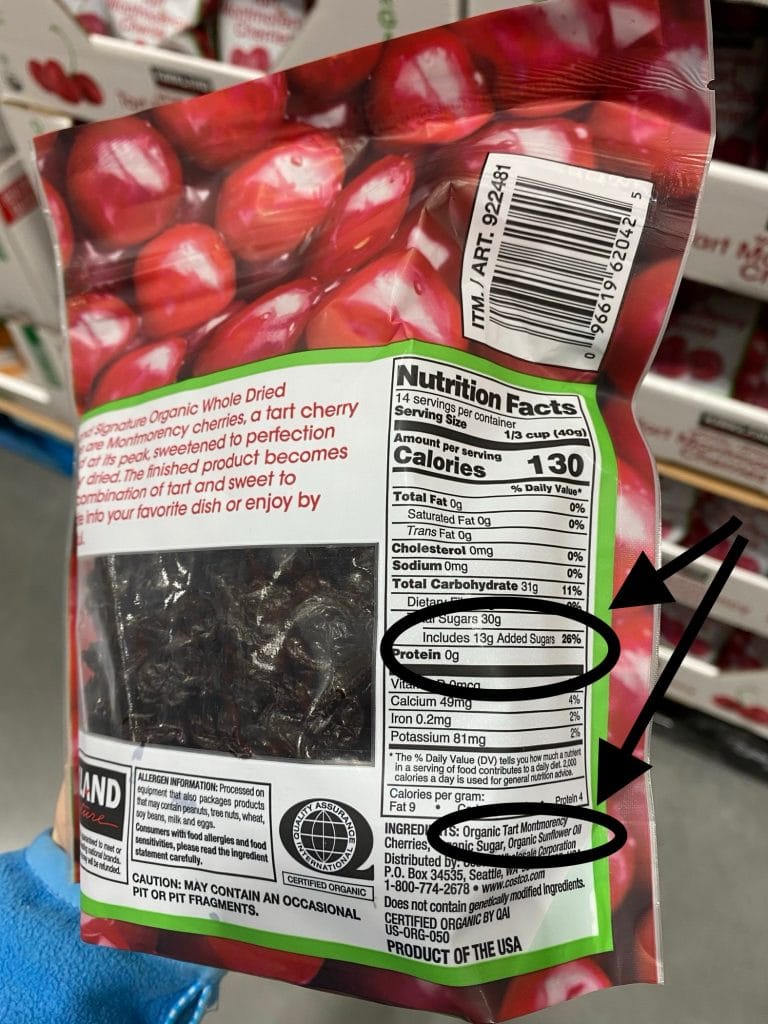 ITM. / ART. 922481
0 96619 62042 5
Signature Organic Whole Dried
are Montmorency cherries, a tart cherry
at its peak, sweetened to perfection
dried. The finished product becomes
combination of tart and sweet to
into your favorite dish or enjoy by
Nutrition Facts
14 servings per container
Serving Size 1/3 cup (40g)
Amount per serving
Calories 130
% Daily Value*
Total Fat 0g 0%
Saturated Fat 0g 0%
Trans Fat 0g
Cholesterol 0mg 0%
Sodium 0mg 0%
Total Carbohydrate 31g 11%
Dietary 0%
Sugars 30g
Includes 13g Added Sugars 26%
Protein 0g
0mcg
Calcium 49mg 4%
Iron 0.2mg 2%
Potassium 81mg 2%
* The % Daily Value (DV) tells you how much a nutrient
in a serving of food contributes to a daily diet. 2,000
calories a day is used for general nutrition advice.
Calories per gram:
Fat 9 • Protein 4
INGREDIENTS: Organic Tart Montmorency
Cherries, Organic Sugar, Organic Sunflower Oil
Distributed by: Wholesale Corporation
P.O. Box 34535, Seattle, WA
1-800-774-2678 • www.costco.com
Does not contain genetically modified ingredients.
CERTIFIED ORGANIC BY QAI
US-ORG-050
PRODUCT OF THE USA
ALLERGEN INFORMATION: Processed on
equipment that also packages products
that may contain peanuts, tree nuts, wheat,
soy beans, milk and eggs.
Consumers with food allergies and food
sensitivities, please read the ingredient
statement carefully.
QUALITY ASSURANCE
INTERNATIONAL
CERTIFIED ORGANIC
CAUTION: MAY CONTAIN AN OCCASIONAL
PIT OR PIT FRAGMENTS.